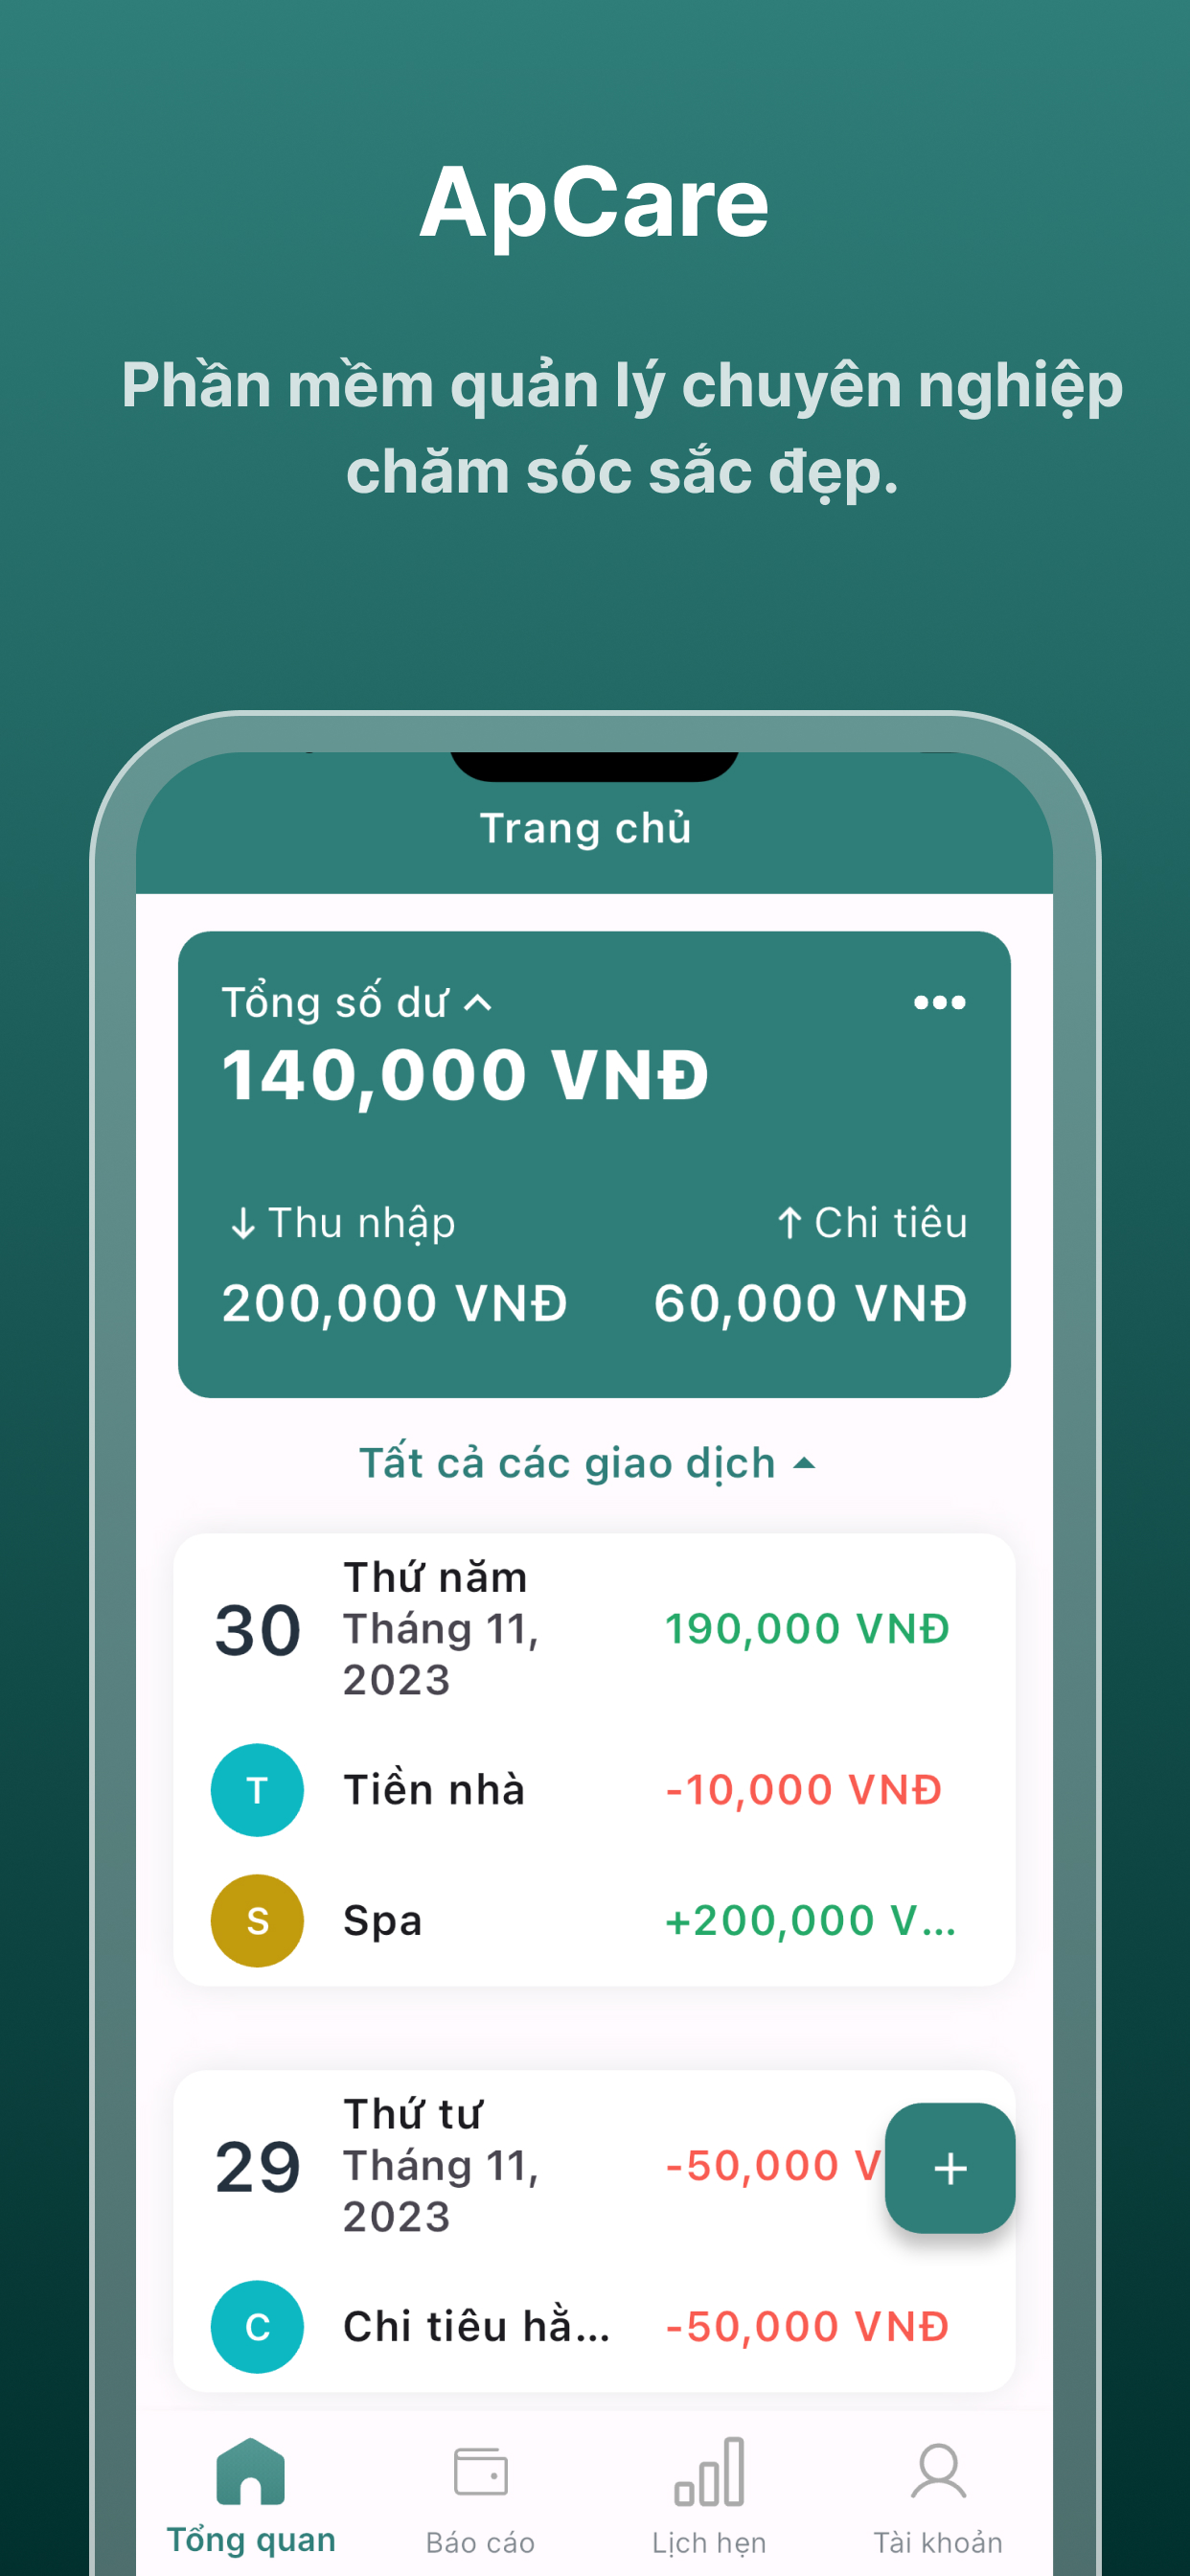 ApCare
Phần mềm quản lý chuyên nghiệp
chăm sóc sắc đẹp.
Trang chủ
Tổng số dư
140,000 VNĐ
Thu nhập
Chi tiêu
200,000 VNĐ
60,000 VNĐ
Tất cả các giao dịch
30
Thứ năm
Tháng 11,
2023
190,000 VNĐ
T
Tiền nhà
-10,000 VNĐ
S
Spa
+200,000 V...
29
Thứ tư
Tháng 11,
2023
-50,000 V
+
C
Chi tiêu hằ...
-50,000 VNĐ
Tổng quan
Báo cáo
Lịch hẹn
Tài khoản